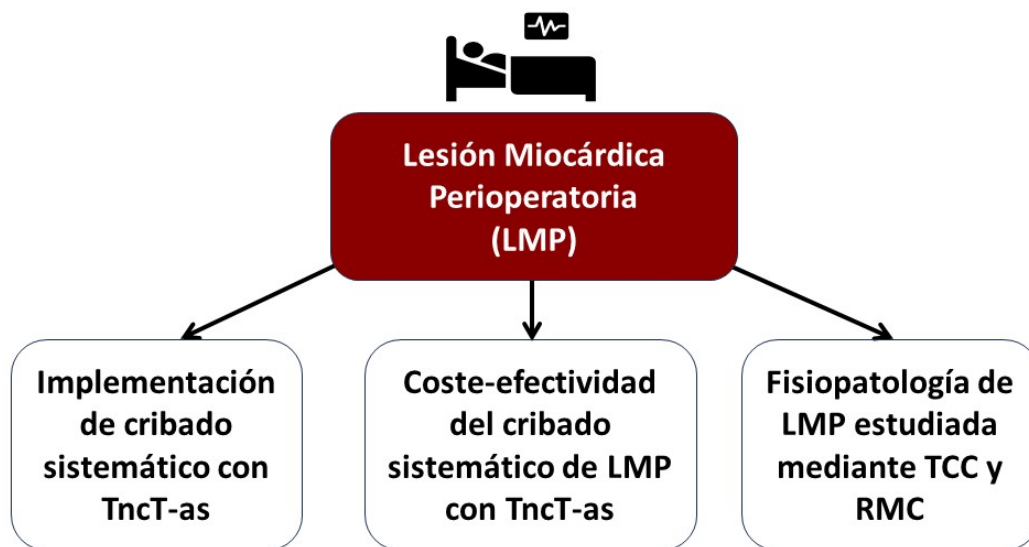 Lesión Miocárdica
Perioperatoria
(LMP)
Implementación
de cribado
sistemático con
TncT-as
Coste-efectividad
del cribado
sistemático de LMP
con TncT-as
Fisiopatología de
LMP estudiada
mediante TCC y
RMC